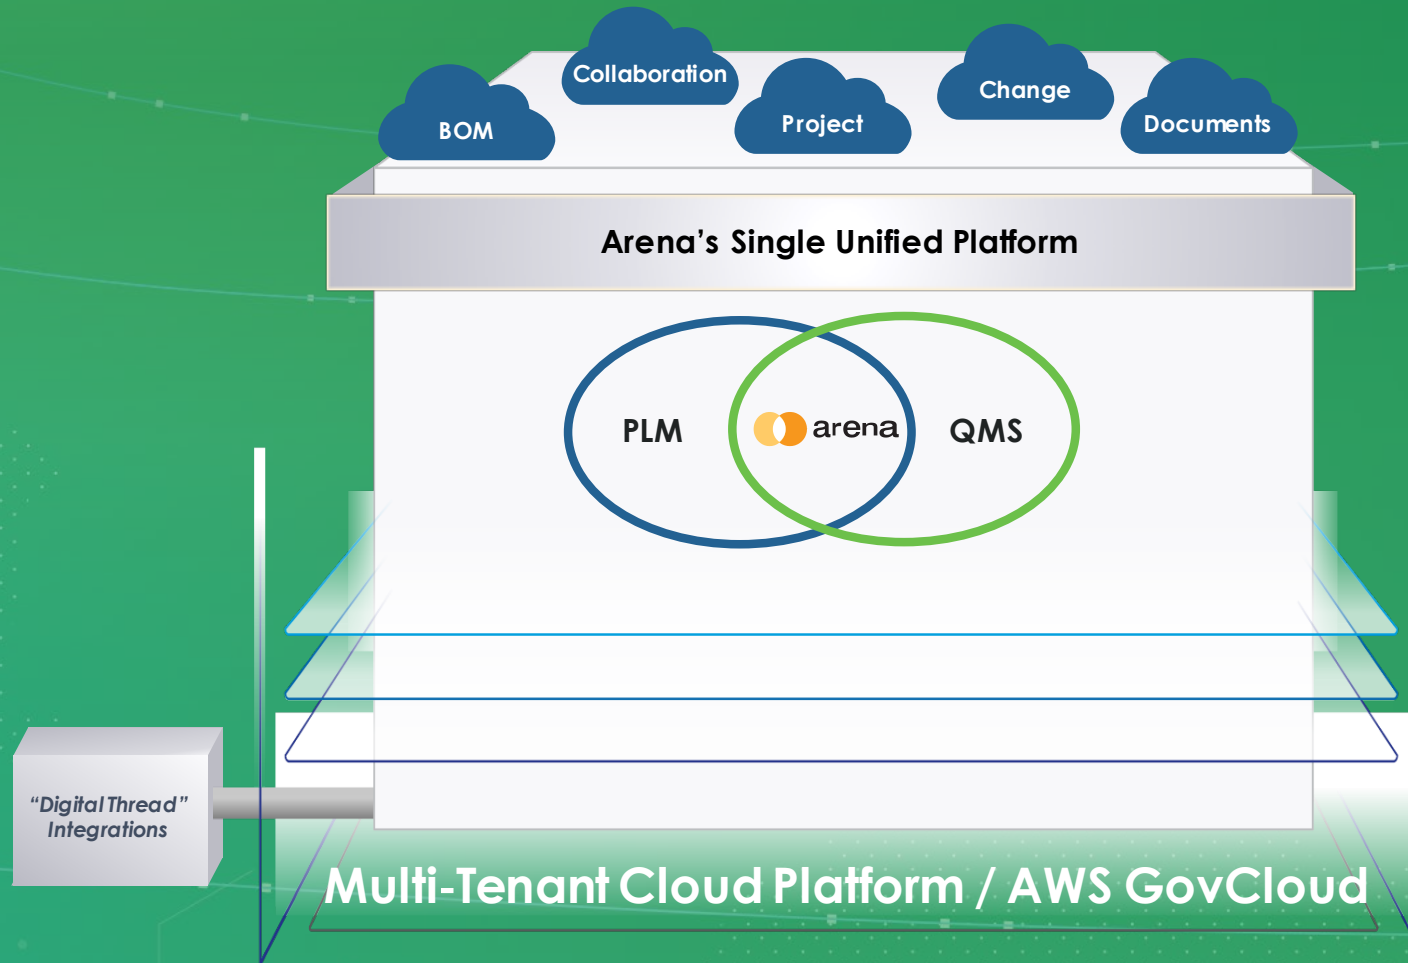 Collaboration
Change
BOM
Project
Documents
Arena's Single Unified Platform
PLM
arena
QMS
"Digital Thread"
Integrations
Multi-Tenant Cloud Platform / AWS GovCloud